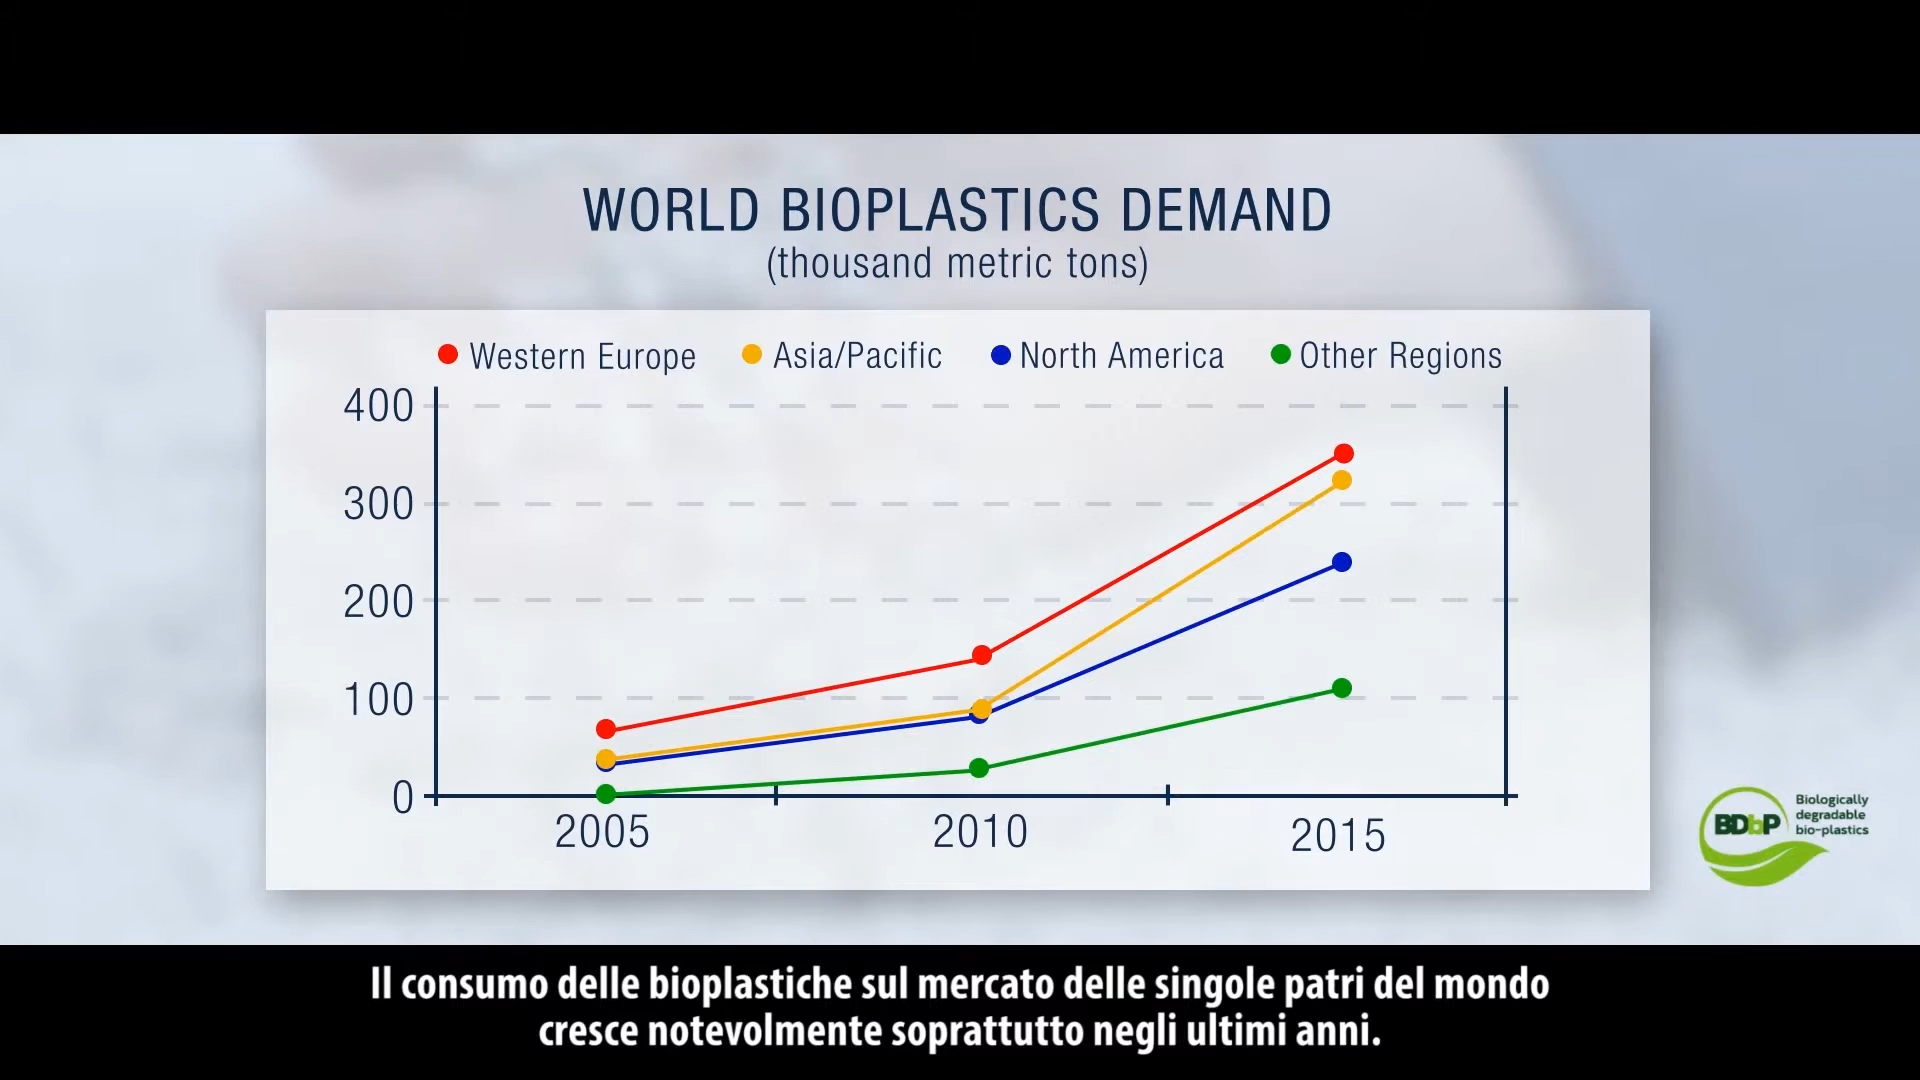 WORLD BIOPLASTICS DEMAND
(thousand metric tons)
Western Europe Asia/Pacific North America Other Regions
400
300
200
100
0
2005 2010 2015
BDbP
Biologically
degradable
bio-plastics
Il consumo delle bioplastiche sul mercato delle singole patri del mondo
cresce notevolmente soprattutto negli ultimi anni.